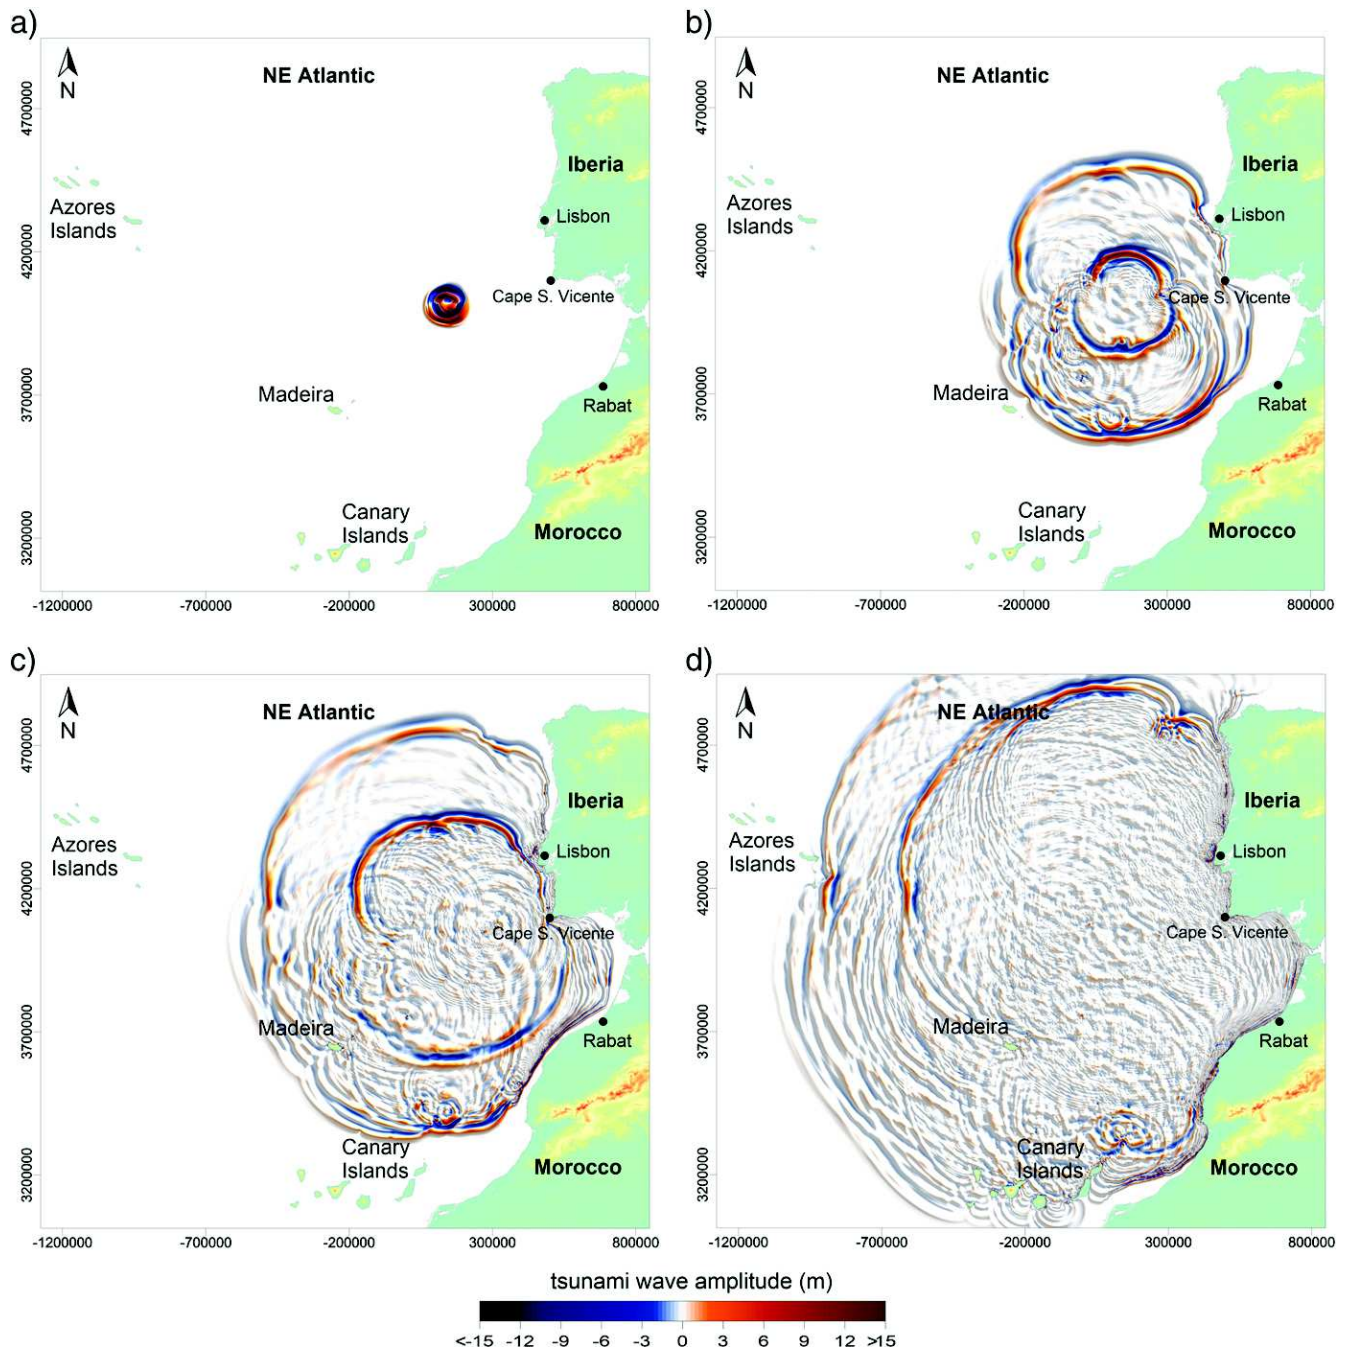 a)
N
NE Atlantic
4700000
Iberia
Azores
Islands
Lisbon
4200000
Cape S. Vicente
Madeira
3700000
Rabat
Canary
Islands
3200000
Morocco
-1200000 -700000 -200000 300000 800000
b)
N
NE Atlantic
4700000
Iberia
Azores
Islands
Lisbon
4200000
Cape S. Vicente
Madeira
3700000
Rabat
Canary
Islands
3200000
Morocco
-1200000 -700000 -200000 300000 800000
c)
N
NE Atlantic
4700000
Iberia
Azores
Islands
Lisbon
4200000
Cape S. Vicente
Madeira
3700000
Rabat
Canary
Islands
3200000
Morocco
-1200000 -700000 -200000 300000 800000
d)
N
NE Atlantic
4700000
Iberia
Azores
Islands
Lisbon
4200000
Cape S. Vicente
Madeira
3700000
Rabat
Canary
Islands
3200000
Morocco
-1200000 -700000 -200000 300000 800000
tsunami wave amplitude (m)
<-15 -12 -9 -6 -3 0 3 6 9 12 >15